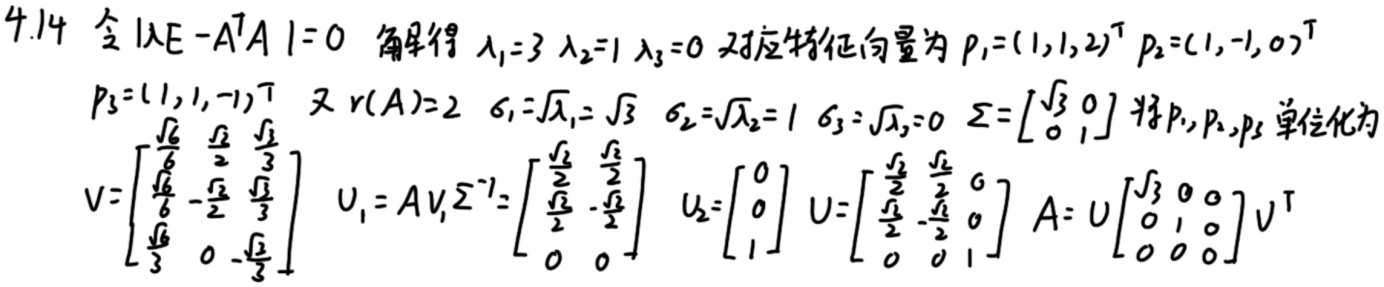 4.14 令 |λE - AᵀA| = 0 解得 λ₁=3 λ₂=1 λ₃=0 对应特征向量为 p₁=(1,1,2)ᵀ p₂=(1,-1,0)ᵀ
p₃=(1,1,-1)ᵀ 又 r(A)=2 σ₁=√λ₁=√3 σ₂=√λ₂=1 σ₃=√λ₃=0 Σ=[√3 0; 0 1] 将p₁,p₂,p₃ 单位化为
V=[√6/6 √2/2 √3/3; √6/6 -√2/2 √3/3; √6/3 0 -√3/3] U₁=AV₁Σ⁻¹=[√2/2 √2/2; √2/2 -√2/2; 0 0] U₂=[0; 0; 1] U=[√2/2 √2/2 0; √2/2 -√2/2 0; 0 0 1] A=U[√3 0 0; 0 1 0; 0 0 0]Vᵀ